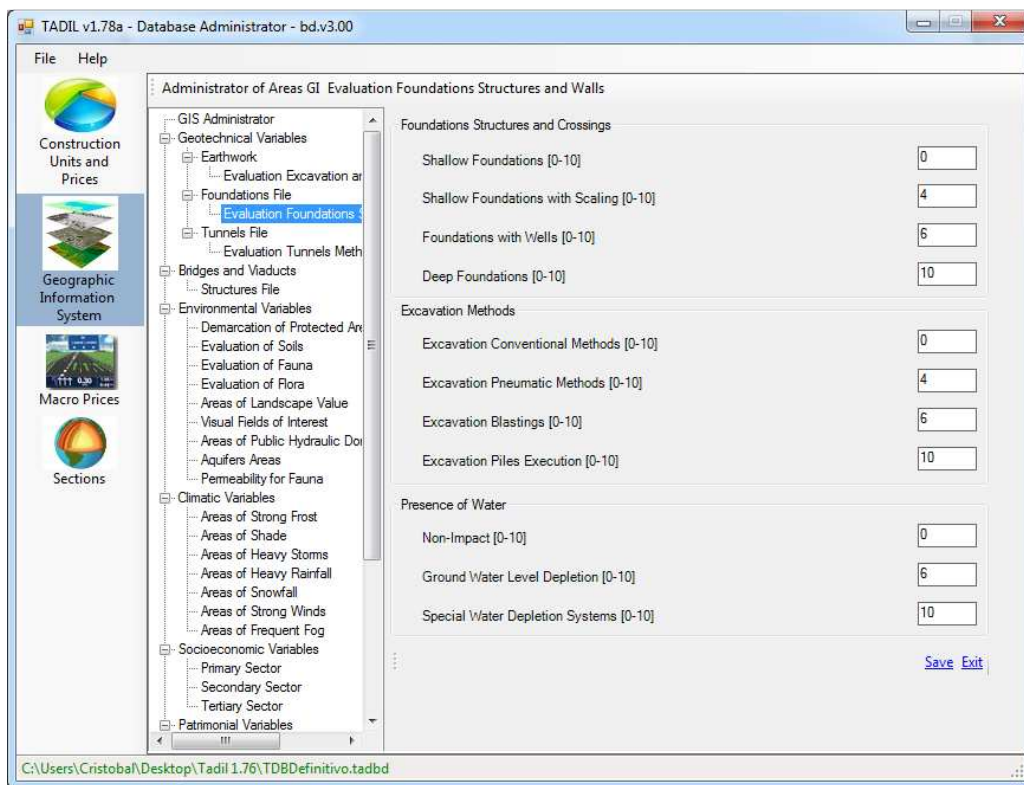 TADIL v1.78a - Database Administrator - bd.v3.00
File Help
Construction
Units and
Prices
Geographic
Information
System
Macro Prices
Sections
Administrator of Areas GI Evaluation Foundations Structures and Walls
GIS Administrator
Geotechnical Variables
Earthwork
Evaluation Excavation ar
Foundations File
Evaluation Foundations S
Tunnels File
Evaluation Tunnels Meth
Bridges and Viaducts
Structures File
Environmental Variables
Demarcation of Protected Are
Evaluation of Soils
Evaluation of Fauna
Evaluation of Flora
Areas of Landscape Value
Visual Fields of Interest
Areas of Public Hydraulic Do
Aquifers Areas
Permeability for Fauna
Climatic Variables
Areas of Strong Frost
Areas of Shade
Areas of Heavy Storms
Areas of Heavy Rainfall
Areas of Snowfall
Areas of Strong Winds
Areas of Frequent Fog
Socioeconomic Variables
Primary Sector
Secondary Sector
Tertiary Sector
Patrimonial Variables
Foundations Structures and Crossings
Shallow Foundations [0-10] 0
Shallow Foundations with Scaling [0-10] 4
Foundations with Wells [0-10] 6
Deep Foundations [0-10] 10
Excavation Methods
Excavation Conventional Methods [0-10] 0
Excavation Pneumatic Methods [0-10] 4
Excavation Blastings [0-10] 6
Excavation Piles Execution [0-10] 10
Presence of Water
Non-Impact [0-10] 0
Ground Water Level Depletion [0-10] 6
Special Water Depletion Systems [0-10] 10
Save Exit
C:\Users\Cristobal\Desktop\Tadil 1.76\TDBDefinitivo.tadbd